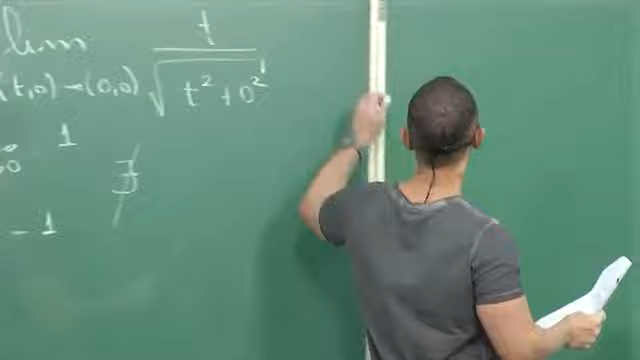 lim t / √(t² + 0²)
(t,0)→(0,0)
1
∄
-1